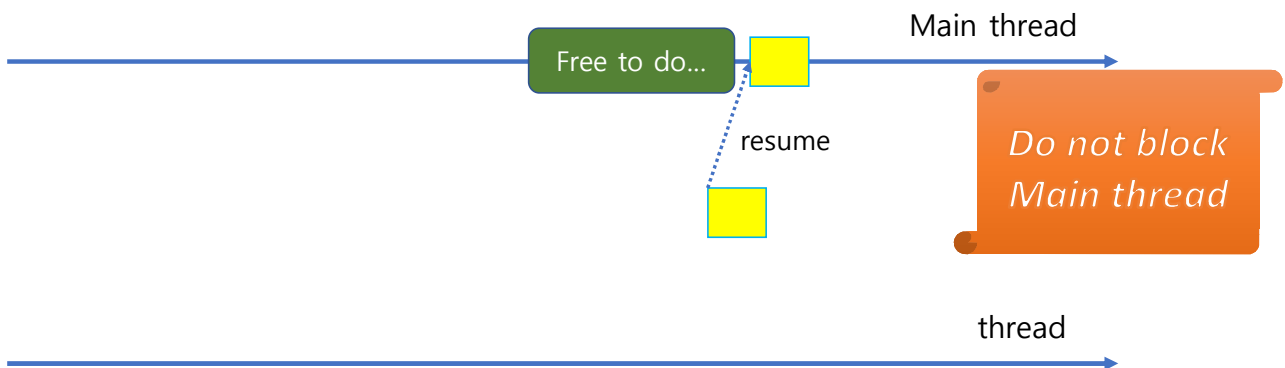 Main thread
Free to do...
Do not block
Main thread
resume
thread